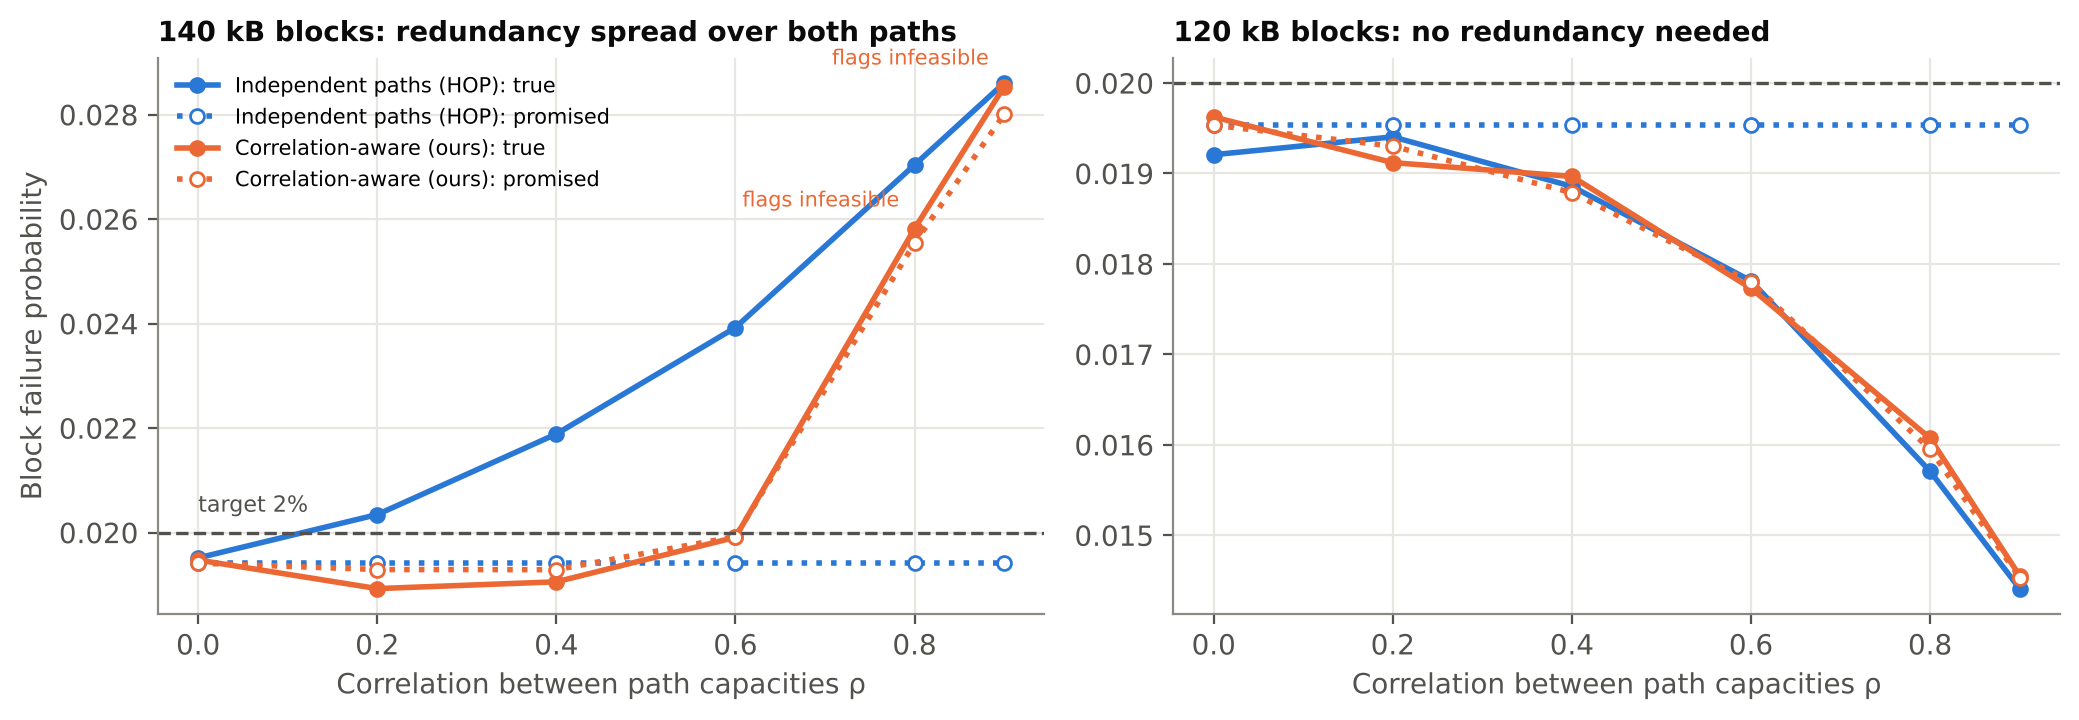 140 kB blocks: redundancy spread over both paths
flags infeasible
Independent paths (HOP): true
Independent paths (HOP): promised
Correlation-aware (ours): true
Correlation-aware (ours): promised
flags infeasible
target 2%
Block failure probability
0.028
0.026
0.024
0.022
0.020
0.0 0.2 0.4 0.6 0.8
Correlation between path capacities ρ
120 kB blocks: no redundancy needed
0.020
0.019
0.018
0.017
0.016
0.015
0.0 0.2 0.4 0.6 0.8
Correlation between path capacities ρ